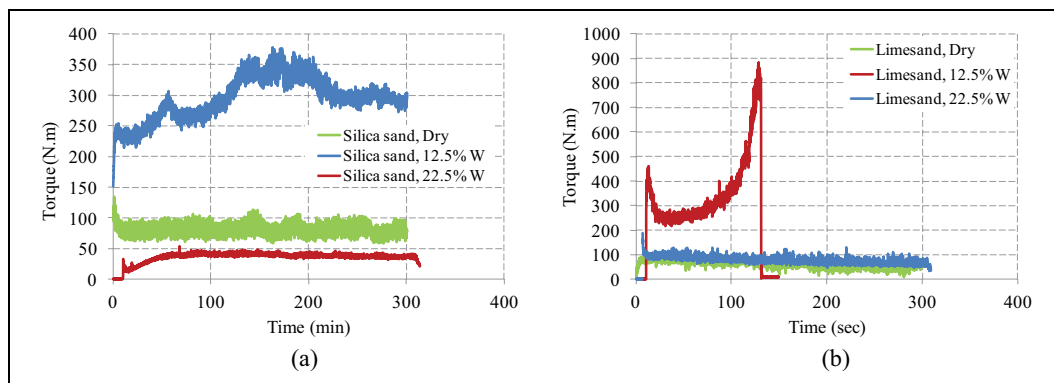 400
350
300
250
200
150
100
50
0
Torque (N.m)
Silica sand, Dry
Silica sand, 12.5% W
Silica sand, 22.5% W
0 100 200 300 400
Time (min)
(a)
1000
900
800
700
600
500
400
300
200
100
0
Torque (N.m)
Limesand, Dry
Limesand, 12.5% W
Limesand, 22.5% W
0 100 200 300 400
Time (sec)
(b)